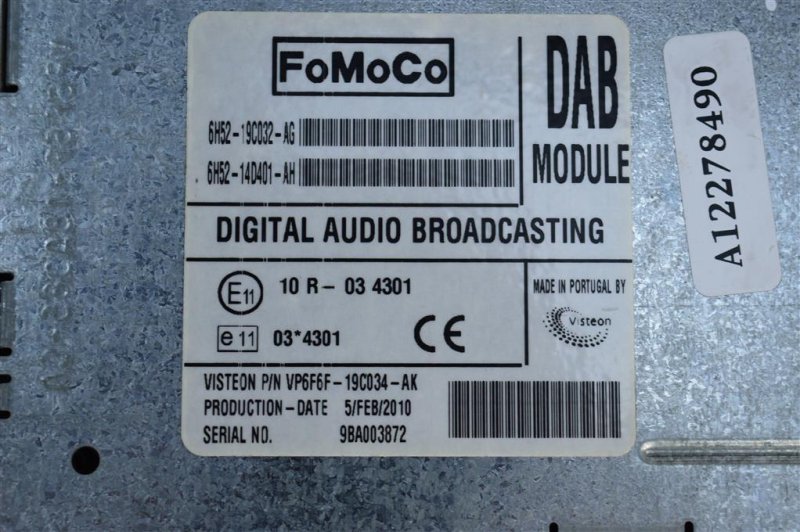 FoMoCo
DAB
MODULE
6H52-19C032-AG
6H52-14D401-AH
DIGITAL AUDIO BROADCASTING
E11 10 R- 03 4301
e11 03*4301 CE
MADE IN PORTUGAL BY
Visteon
VISTEON P/N VP6F6F-19C034-AK
PRODUCTION-DATE 5/FEB/2010
SERIAL NO. 9BA003872
A12278490